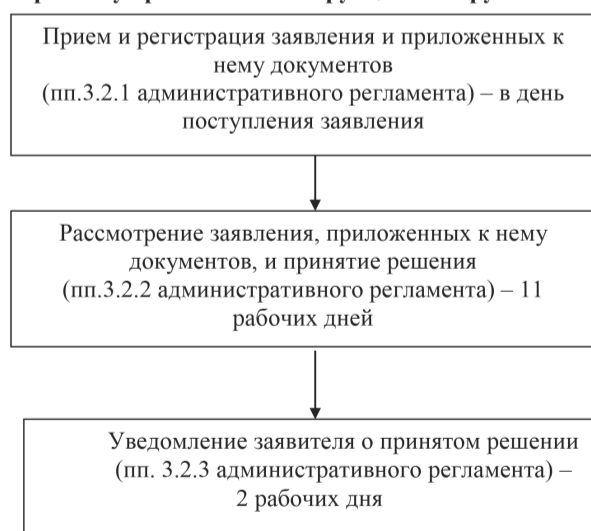 Прием и регистрация заявления и приложенных к
нему документов
(пп.3.2.1 административного регламента) – в день
поступления заявления
Рассмотрение заявления, приложенных к нему
документов, и принятие решения
(пп.3.2.2 административного регламента) – 11
рабочих дней
Уведомление заявителя о принятом решении
(пп. 3.2.3 административного регламента) –
2 рабочих дня